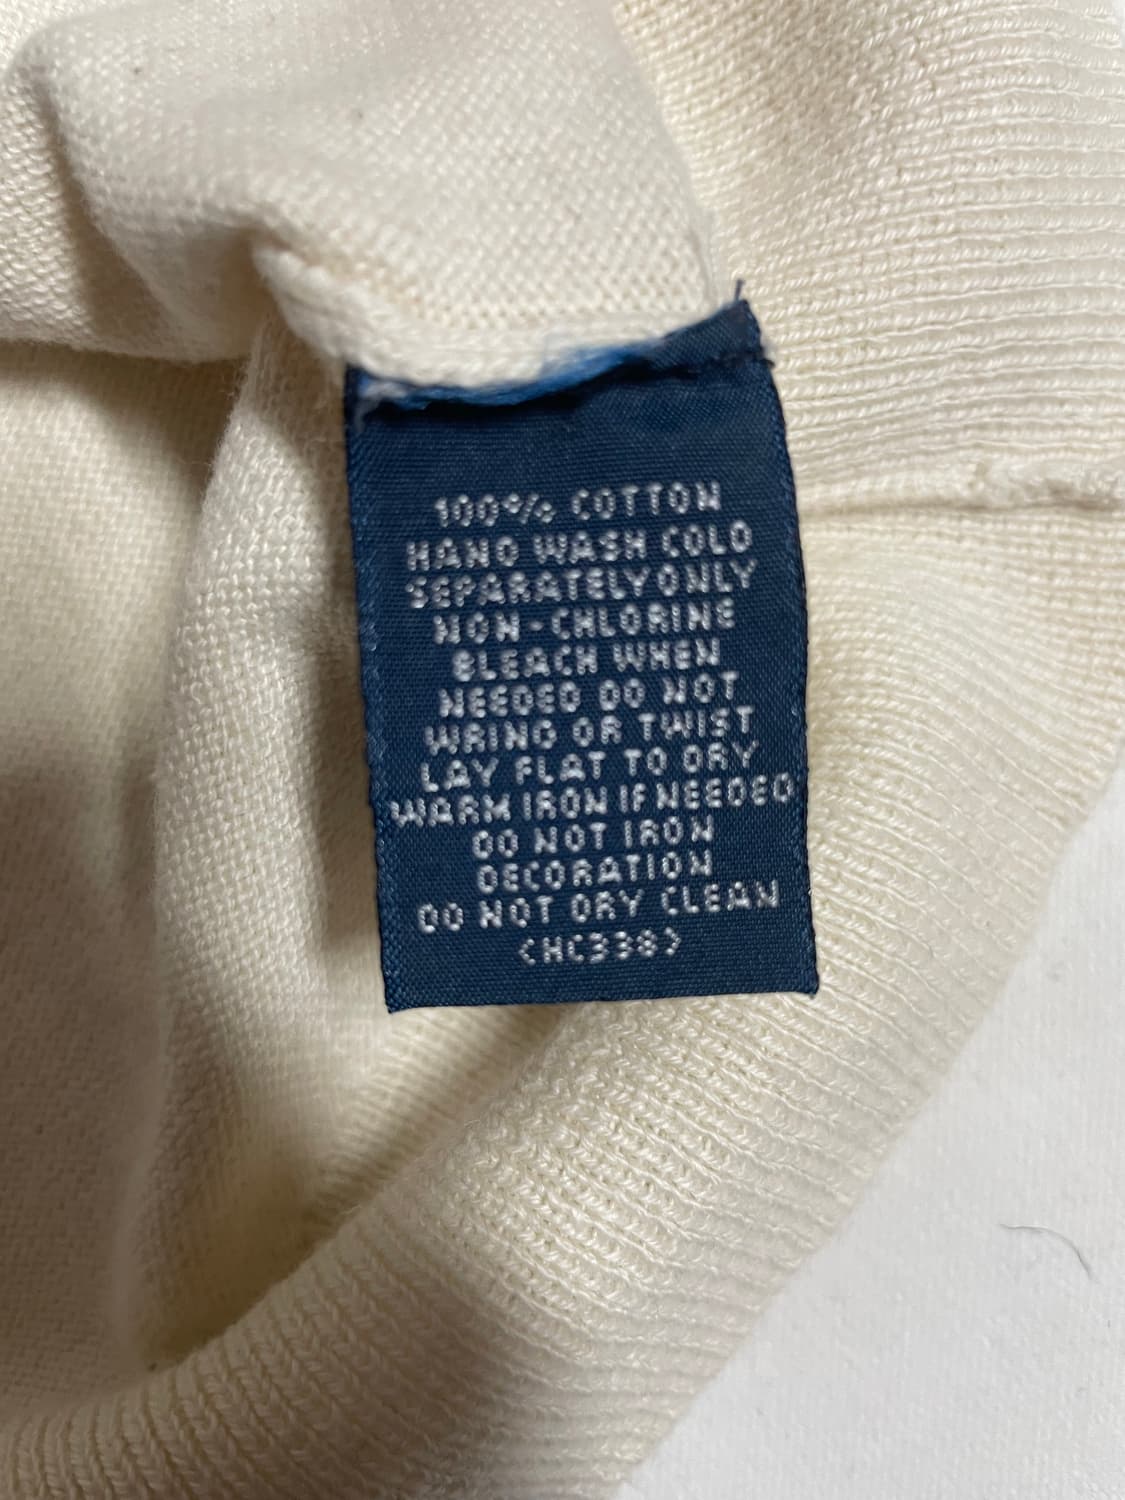 100% COTTON
HAND WASH COLD
SEPARATELY ONLY
NON-CHLORINE
BLEACH WHEN
NEEDED DO NOT
WRING OR TWIST
LAY FLAT TO DRY
WARM IRON IF NEEDED
DO NOT IRON
DECORATION
DO NOT DRY CLEAN
<HC338>